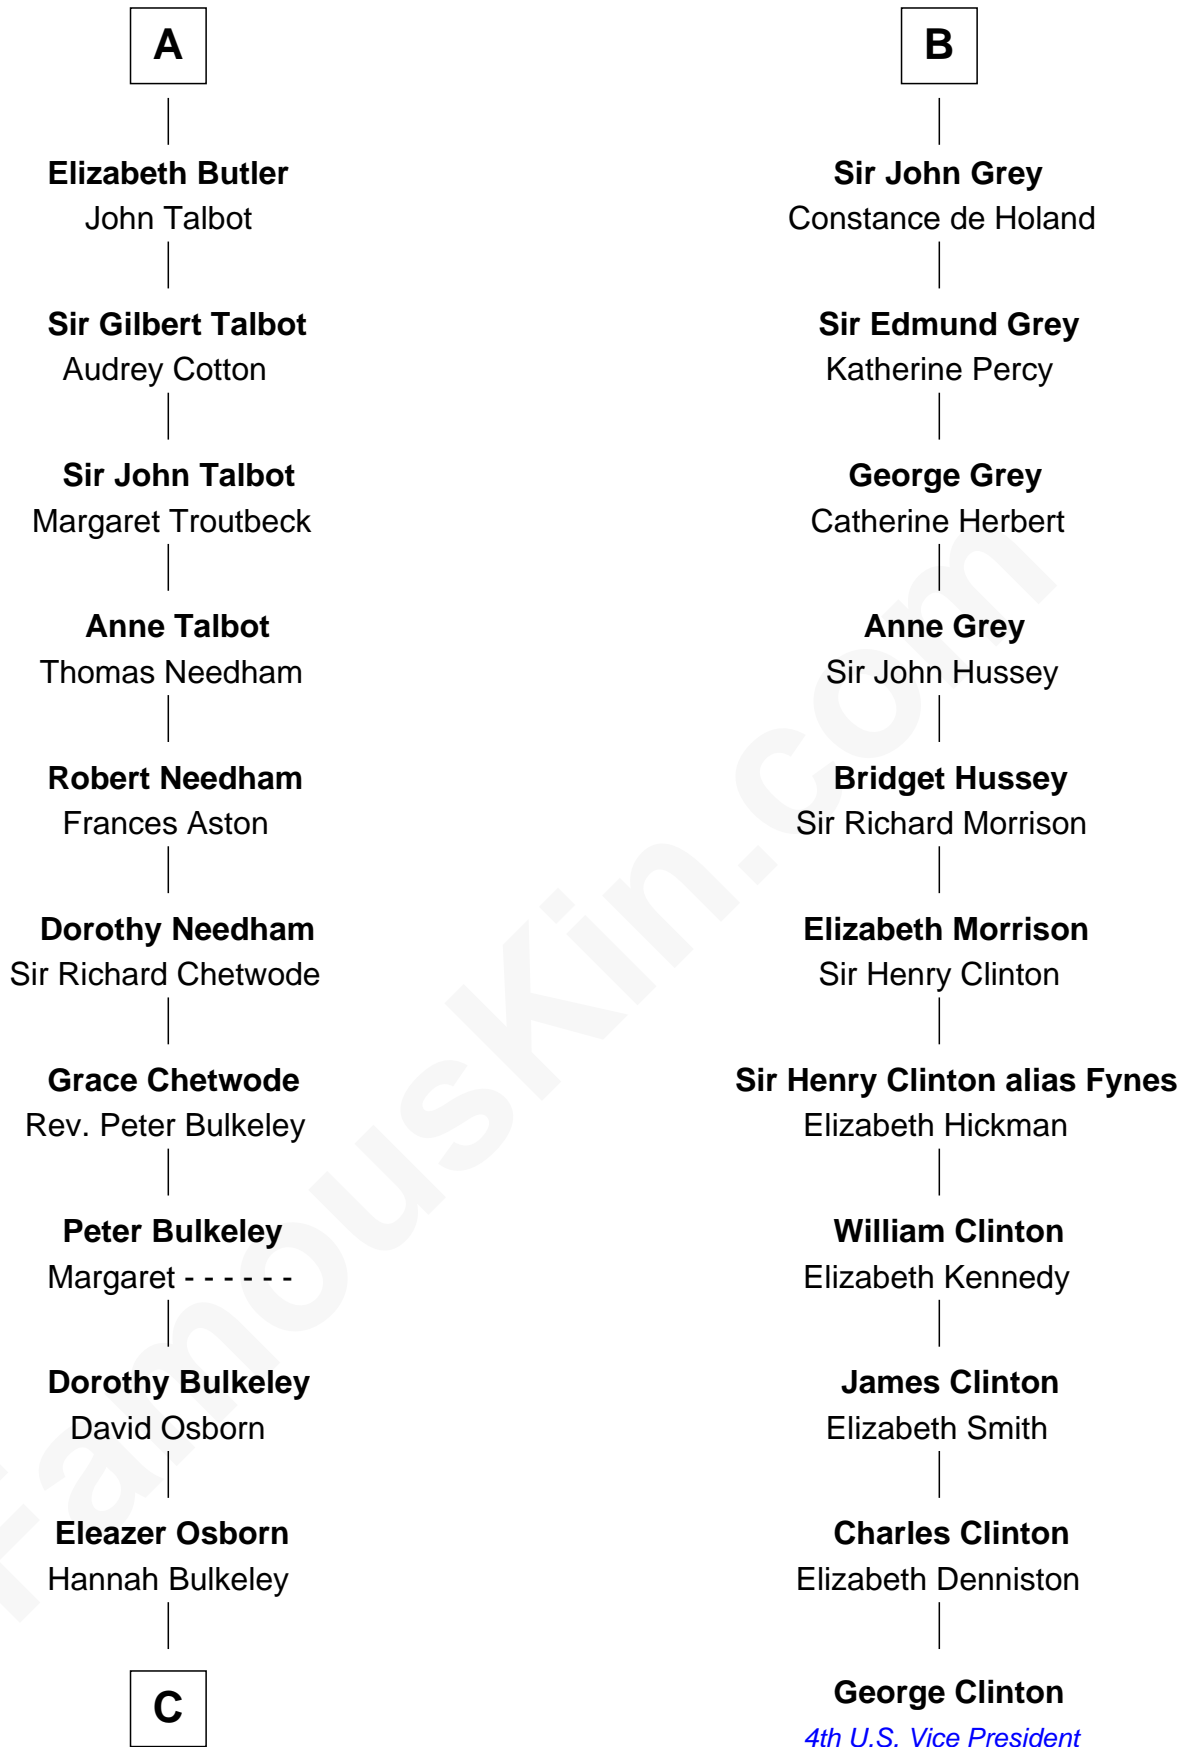 A
Elizabeth Butler
John Talbot
Sir Gilbert Talbot
Audrey Cotton
Sir John Talbot
Margaret Troutbeck
Anne Talbot
Thomas Needham
Robert Needham
Frances Aston
Dorothy Needham
Sir Richard Chetwode
Grace Chetwode
Rev. Peter Bulkeley
Peter Bulkeley
Margaret - - - - - -
Dorothy Bulkeley
David Osborn
Eleazer Osborn
Hannah Bulkeley
C
B
Sir John Grey
Constance de Holand
Sir Edmund Grey
Katherine Percy
George Grey
Catherine Herbert
Anne Grey
Sir John Hussey
Bridget Hussey
Sir Richard Morrison
Elizabeth Morrison
Sir Henry Clinton
Sir Henry Clinton alias Fynes
Elizabeth Hickman
William Clinton
Elizabeth Kennedy
James Clinton
Elizabeth Smith
Charles Clinton
Elizabeth Denniston
George Clinton
4th U.S. Vice President
FamousKin.com